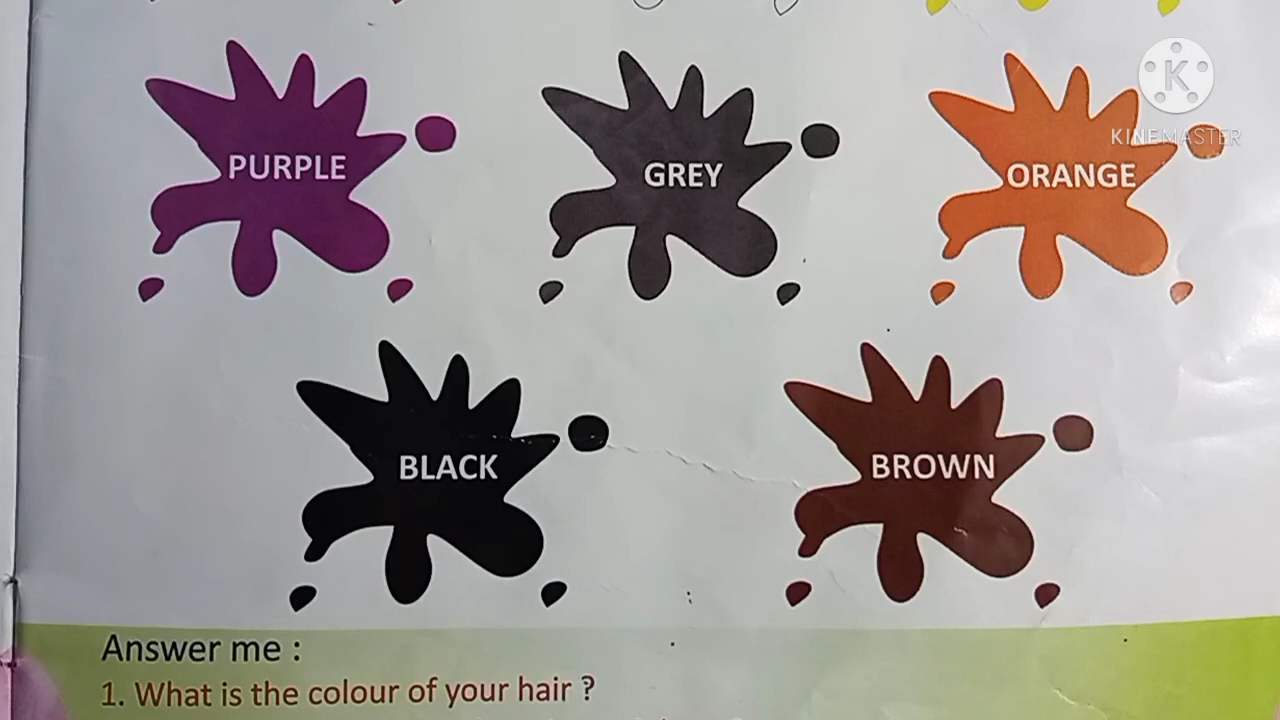 PURPLE
GREY
ORANGE
K
KINEMASTER
BLACK
BROWN
Answer me :
1. What is the colour of your hair ?